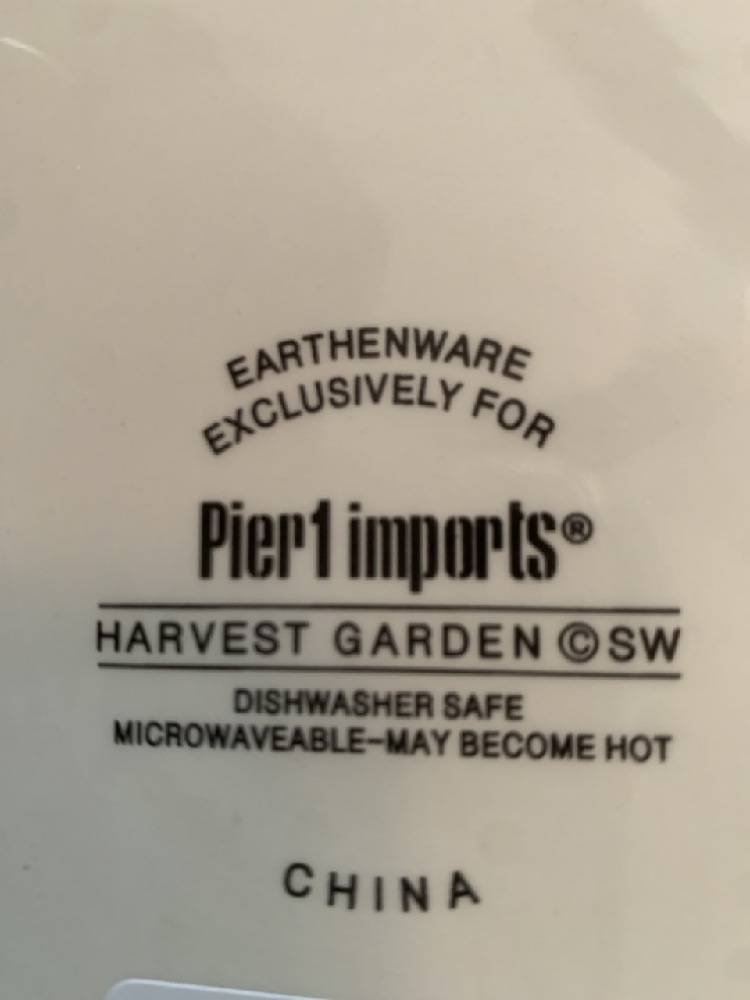 EARTHENWARE
EXCLUSIVELY FOR
Pier1 imports®
HARVEST GARDEN ©SW
DISHWASHER SAFE
MICROWAVEABLE-MAY BECOME HOT
CHINA